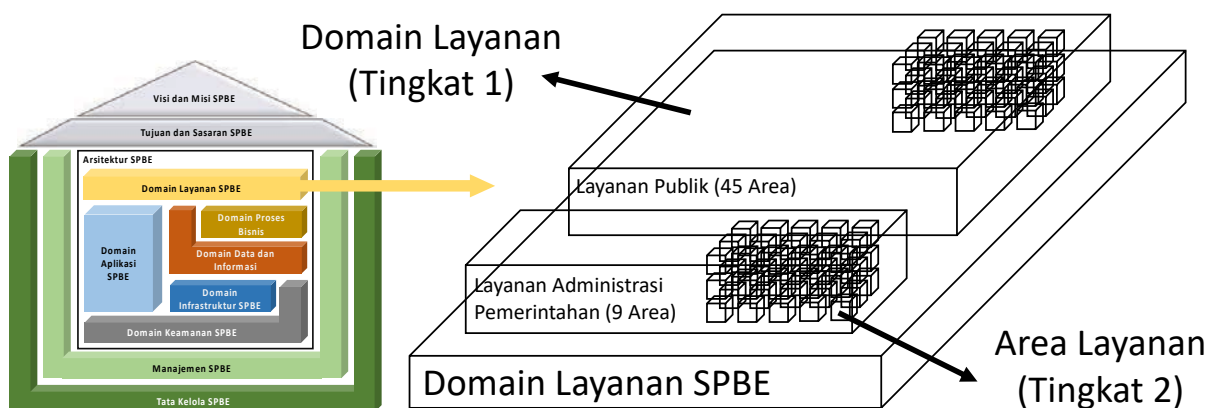 Visi dan Misi SPBE
Tujuan dan Sasaran SPBE
Arsitektur SPBE
Domain Layanan SPBE
Domain Proses
Bisnis
Domain
Aplikasi
SPBE
Domain Data dan
Informasi
Domain
Infrastruktur SPBE
Domain Keamanan SPBE
Manajemen SPBE
Tata Kelola SPBE
Domain Layanan
(Tingkat 1)
Layanan Publik (45 Area)
Layanan Administrasi
Pemerintahan (9 Area)
Domain Layanan SPBE
Area Layanan
(Tingkat 2)